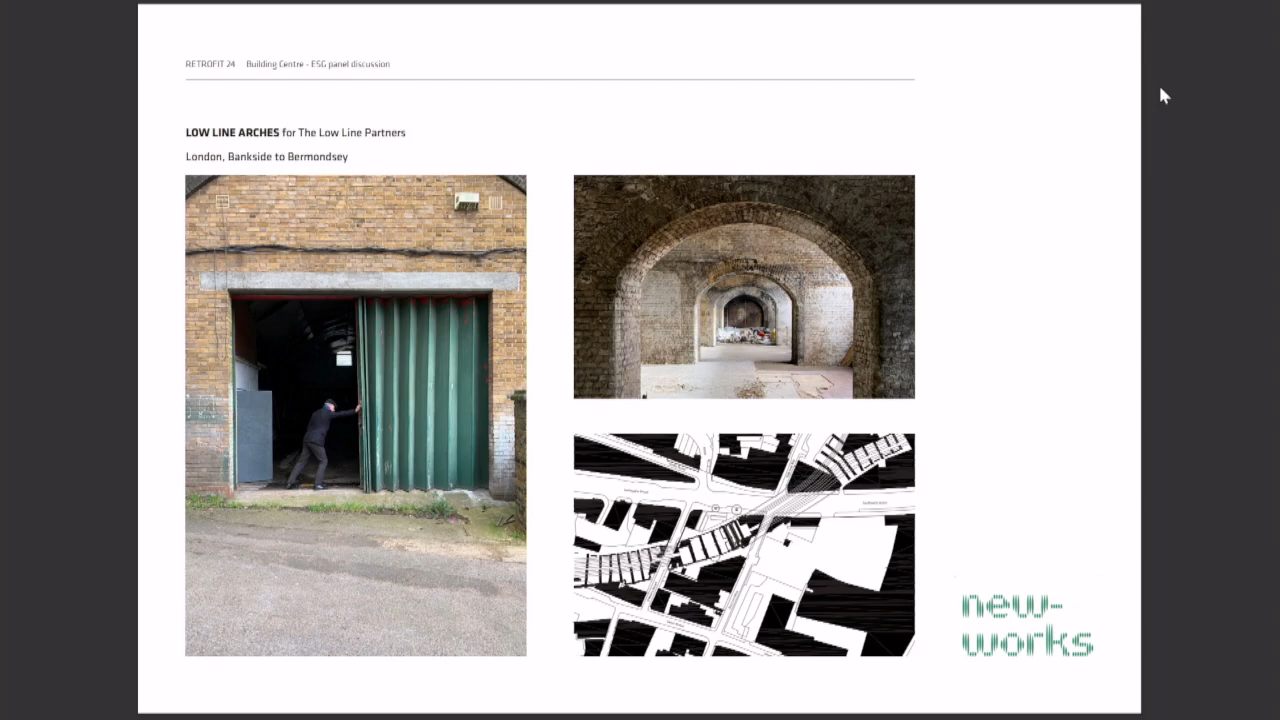 RETROFIT 24 Building Centre - ESG panel discussion
LOW LINE ARCHES for The Low Line Partners
London, Bankside to Bermondsey
new-
works